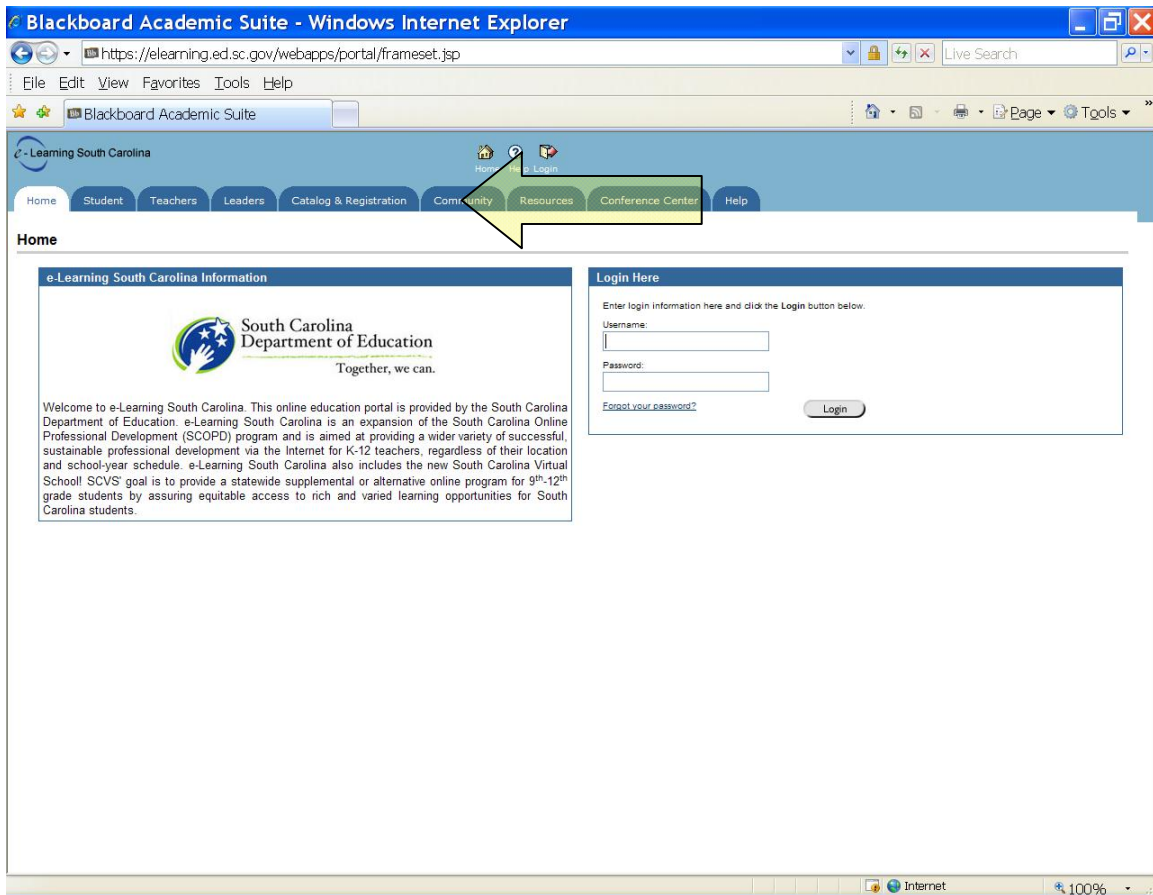 Blackboard Academic Suite - Windows Internet Explorer
https://elearning.ed.sc.gov/webapps/portal/frameset.jsp
Live Search
File Edit View Favorites Tools Help
Blackboard Academic Suite
Page Tools
e-Learning South Carolina
Home Help Login
Home Student Teachers Leaders Catalog & Registration Community Resources Conference Center Help
Home
e-Learning South Carolina Information
South Carolina
Department of Education
Together, we can.
Welcome to e-Learning South Carolina. This online education portal is provided by the South Carolina
Department of Education. e-Learning South Carolina is an expansion of the South Carolina Online
Professional Development (SCOPD) program and is aimed at providing a wider variety of successful,
sustainable professional development via the Internet for K-12 teachers, regardless of their location
and school-year schedule. e-Learning South Carolina also includes the new South Carolina Virtual
School! SCVS' goal is to provide a statewide supplemental or alternative online program for 9th-12th
grade students by assuring equitable access to rich and varied learning opportunities for South
Carolina students.
Login Here
Enter login information here and click the Login button below.
Username:
Password:
Forgot your password?
Login
Internet
100%